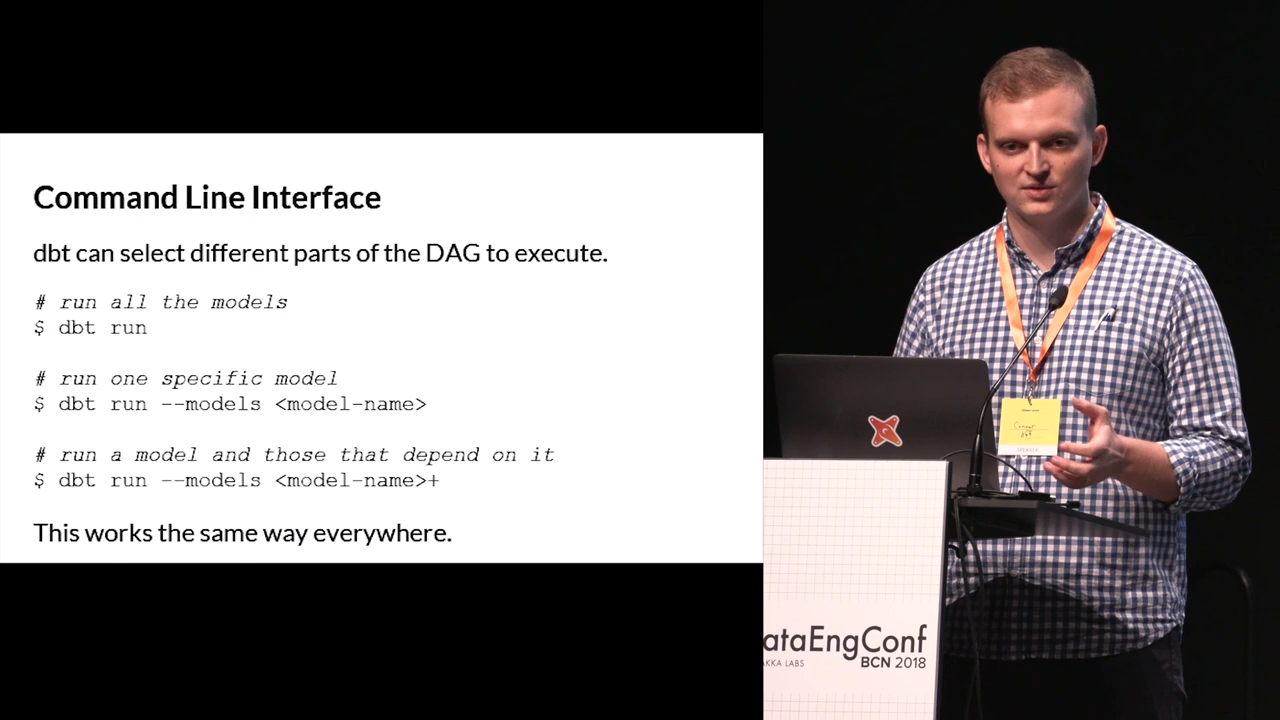 Command Line Interface
dbt can select different parts of the DAG to execute.
# run all the models
$ dbt run
# run one specific model
$ dbt run --models <model-name>
# run a model and those that depend on it
$ dbt run --models <model-name>+
This works the same way everywhere.
SPEAKER
ataEngConf
AKKA LABS
BCN 2018